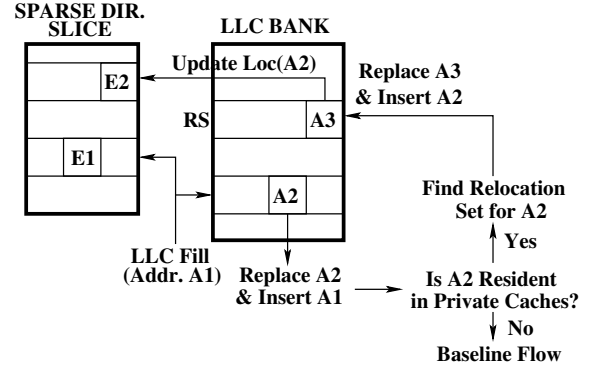 SPARSE DIR.
SLICE
LLC BANK
E2
Update Loc(A2)
Replace A3
& Insert A2
RS
A3
E1
A2
Find Relocation
Set for A2
LLC Fill
(Addr. A1)
Yes
Replace A2
& Insert A1
Is A2 Resident
in Private Caches?
No
Baseline Flow